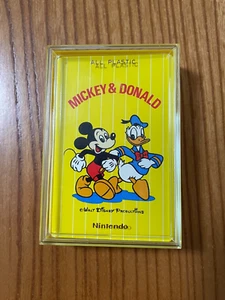 ALL PLASTIC
MICKEY & DONALD
© WALT DISNEY PRODUCTIONS
Nintendo